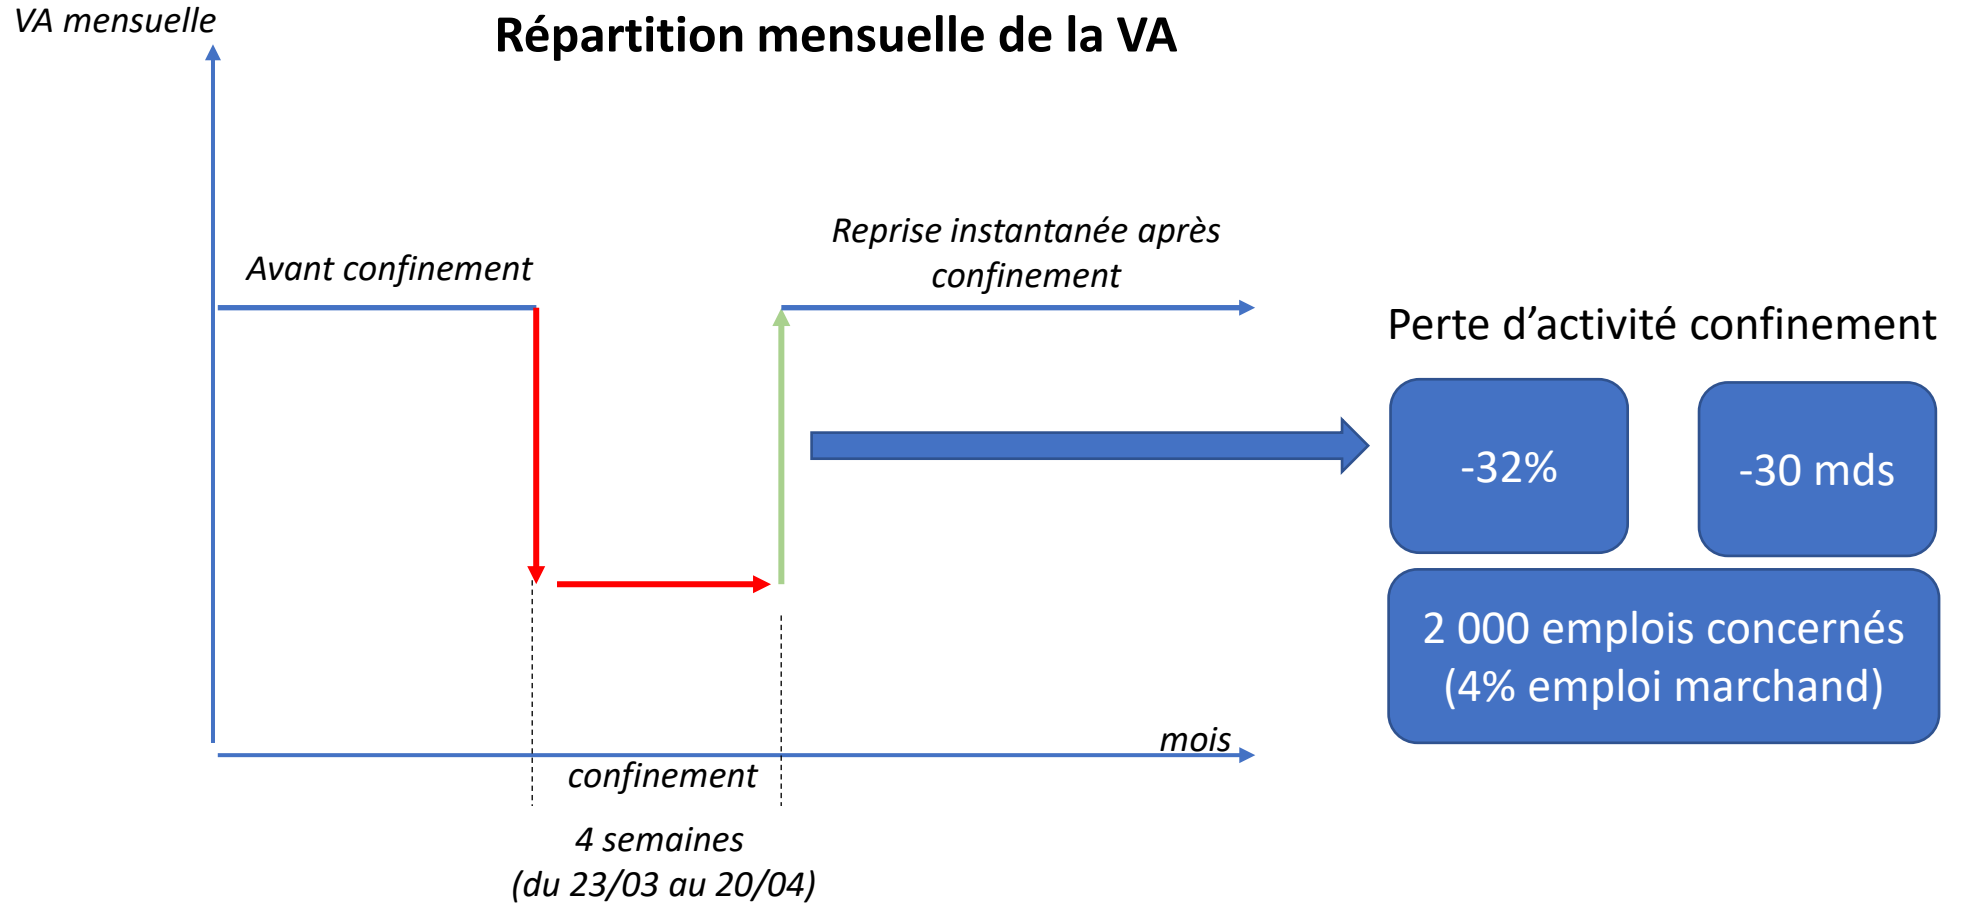 VA mensuelle
Répartition mensuelle de la VA
Avant confinement
Reprise instantanée après
confinement
Perte d’activité confinement
-32%
-30 mds
2 000 emplois concernés
(4% emploi marchand)
mois
confinement
4 semaines
(du 23/03 au 20/04)